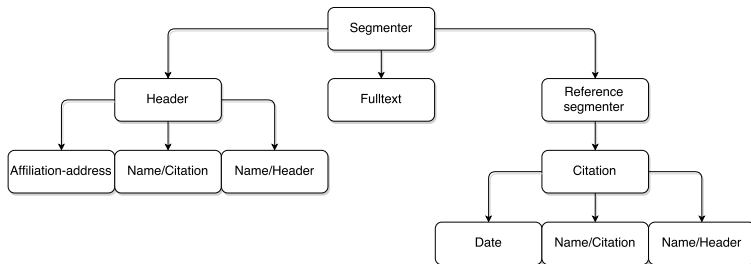 Segmenter
Header
Fulltext
Reference
segmenter
Affiliation-address
Name/Citation
Name/Header
Citation
Date
Name/Citation
Name/Header